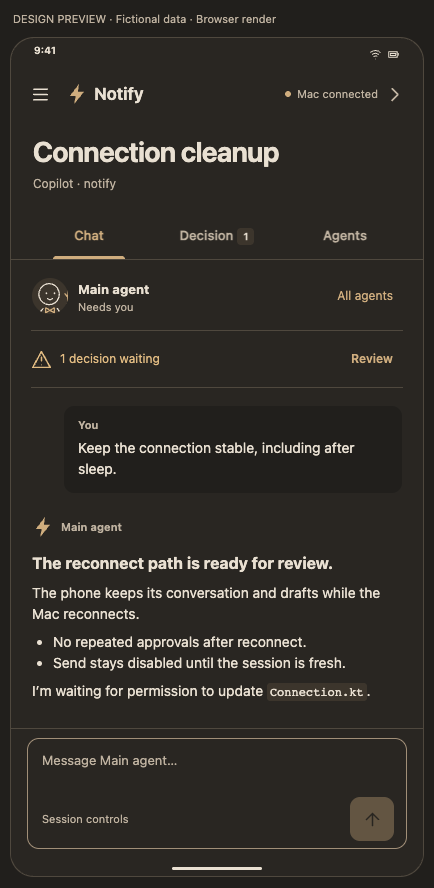 DESIGN PREVIEW · Fictional data · Browser render
9:41
Notify
Mac connected
Connection cleanup
Copilot · notify
Chat
Decision 1
Agents
Main agent
Needs you
All agents
1 decision waiting
Review
You
Keep the connection stable, including after
sleep.
Main agent
The reconnect path is ready for review.
The phone keeps its conversation and drafts while the
Mac reconnects.
• No repeated approvals after reconnect.
• Send stays disabled until the session is fresh.
I’m waiting for permission to update Connection.kt.
Message Main agent...
Session controls